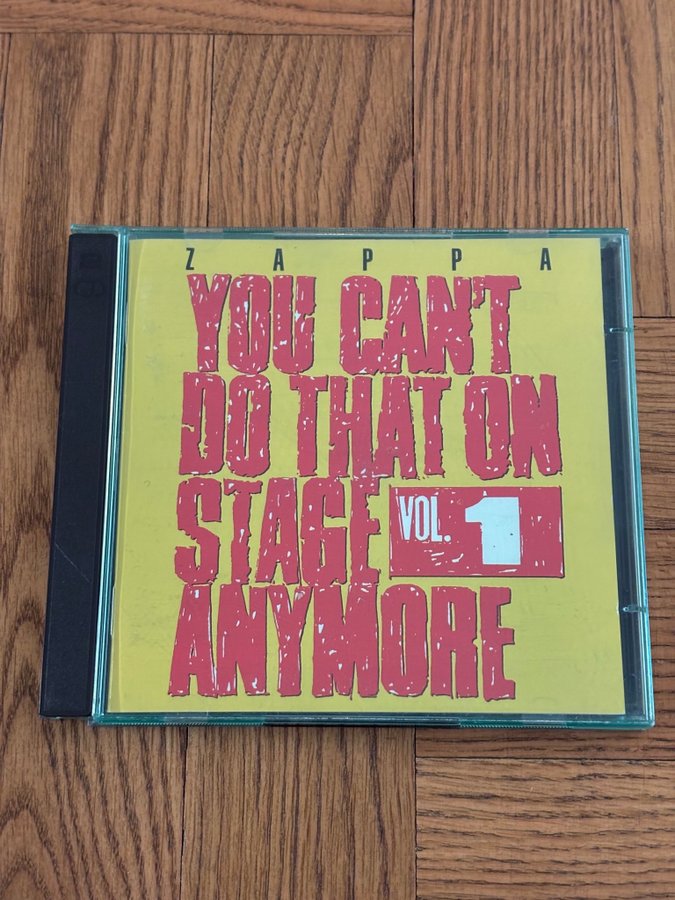 ZAPPA
YOU CAN'T
DO THAT ON
STAGE
VOL. 1
ANYMORE